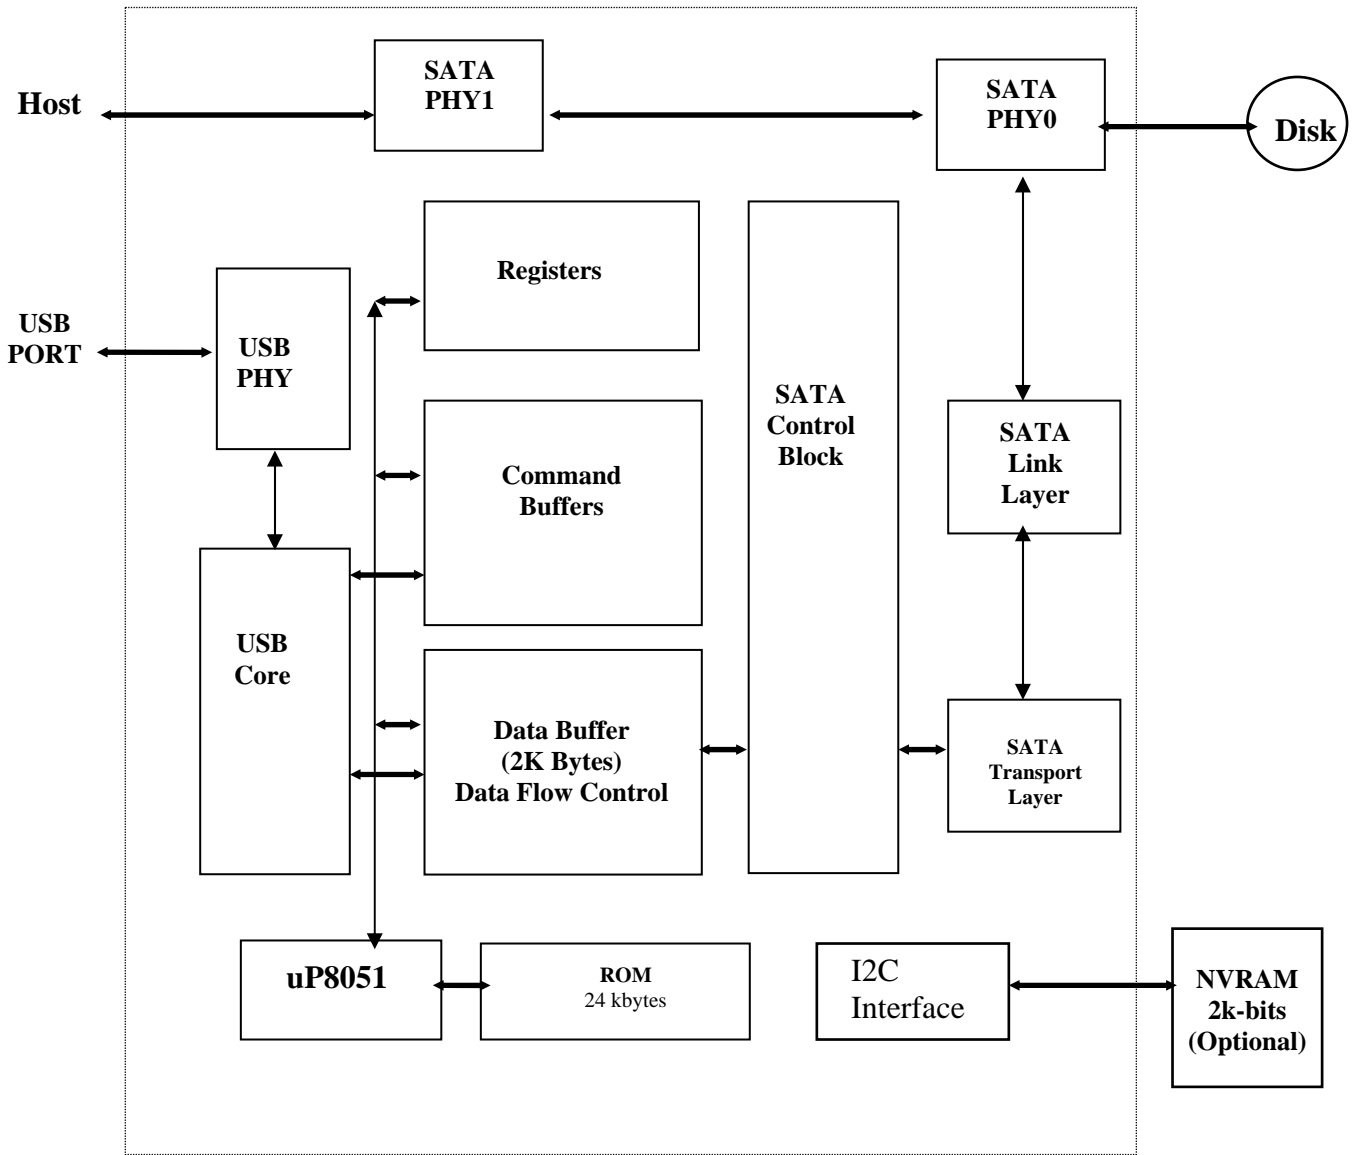 Host
SATA
PHY1
SATA
PHY0
Disk
Registers
USB
PORT
USB
PHY
SATA
Control
Block
SATA
Link
Layer
Command
Buffers
USB
Core
Data Buffer
(2K Bytes)
Data Flow Control
SATA
Transport
Layer
uP8051
ROM
24 kbytes
I2C
Interface
NVRAM
2k-bits
(Optional)